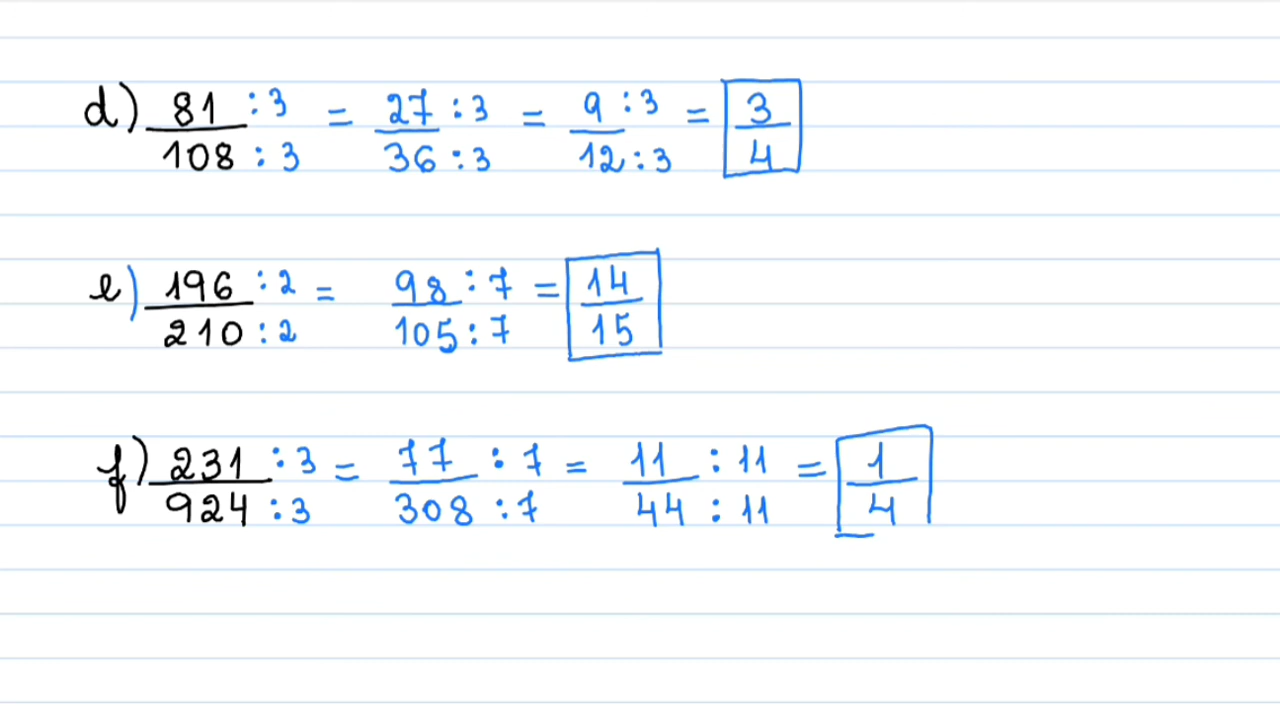 d) 81 : 3 / 108 : 3 = 27 : 3 / 36 : 3 = 9 : 3 / 12 : 3 = 3 / 4
e) 196 : 2 / 210 : 2 = 98 : 7 / 105 : 7 = 14 / 15
f) 231 : 3 / 924 : 3 = 77 : 7 / 308 : 7 = 11 : 11 / 44 : 11 = 1 / 4